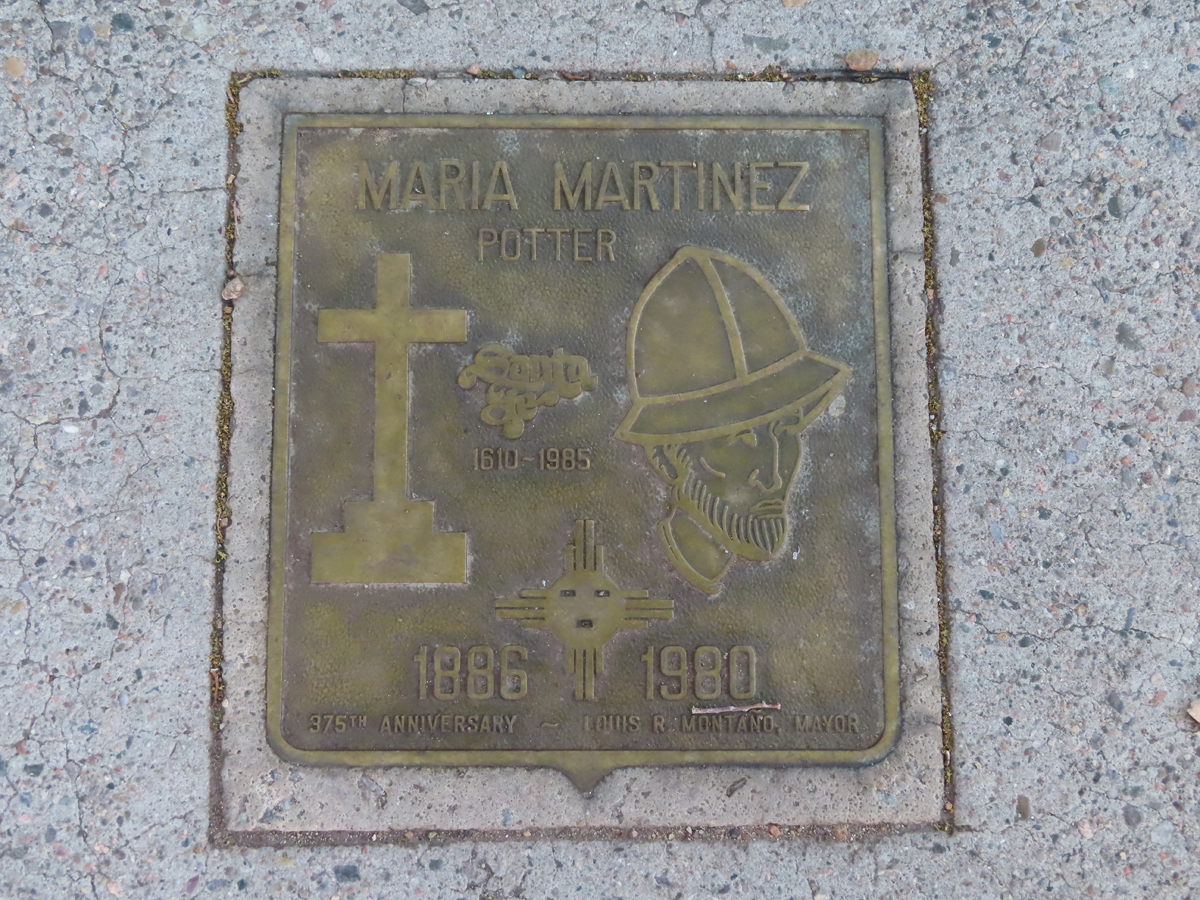 MARIA MARTINEZ
POTTER
Santa
Fe
1610-1985
1886 1980
375TH ANNIVERSARY ~ LOUIS R. MONTAÑO, MAYOR